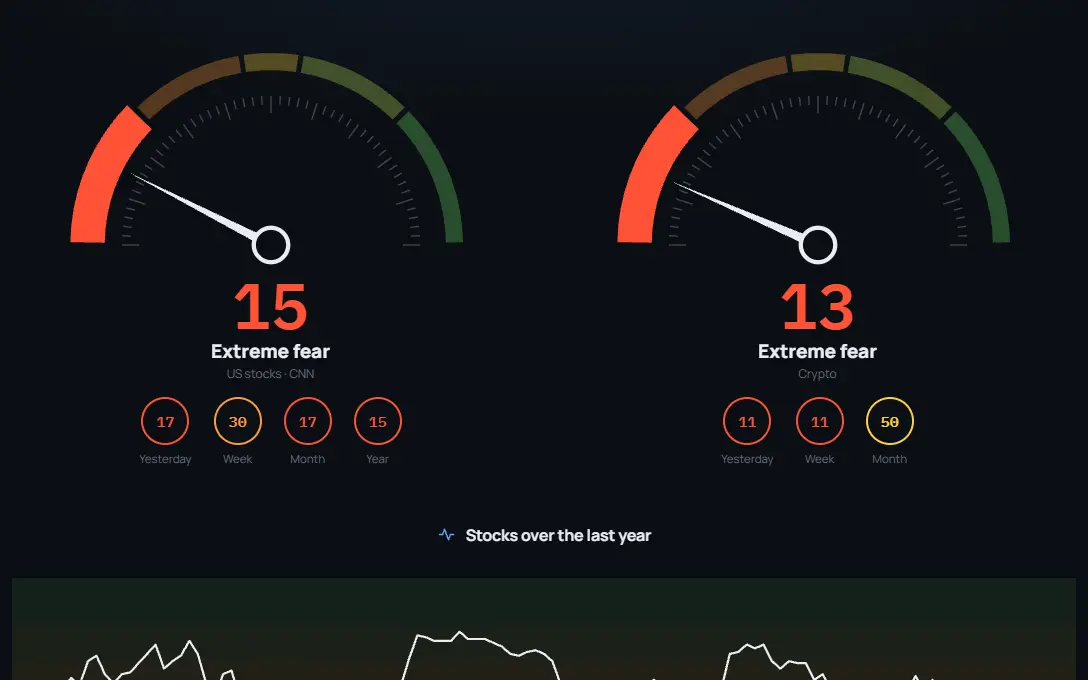 15
Extreme fear
US stocks · CNN
17 30 17 15
Yesterday Week Month Year
13
Extreme fear
Crypto
11 11 50
Yesterday Week Month
Stocks over the last year